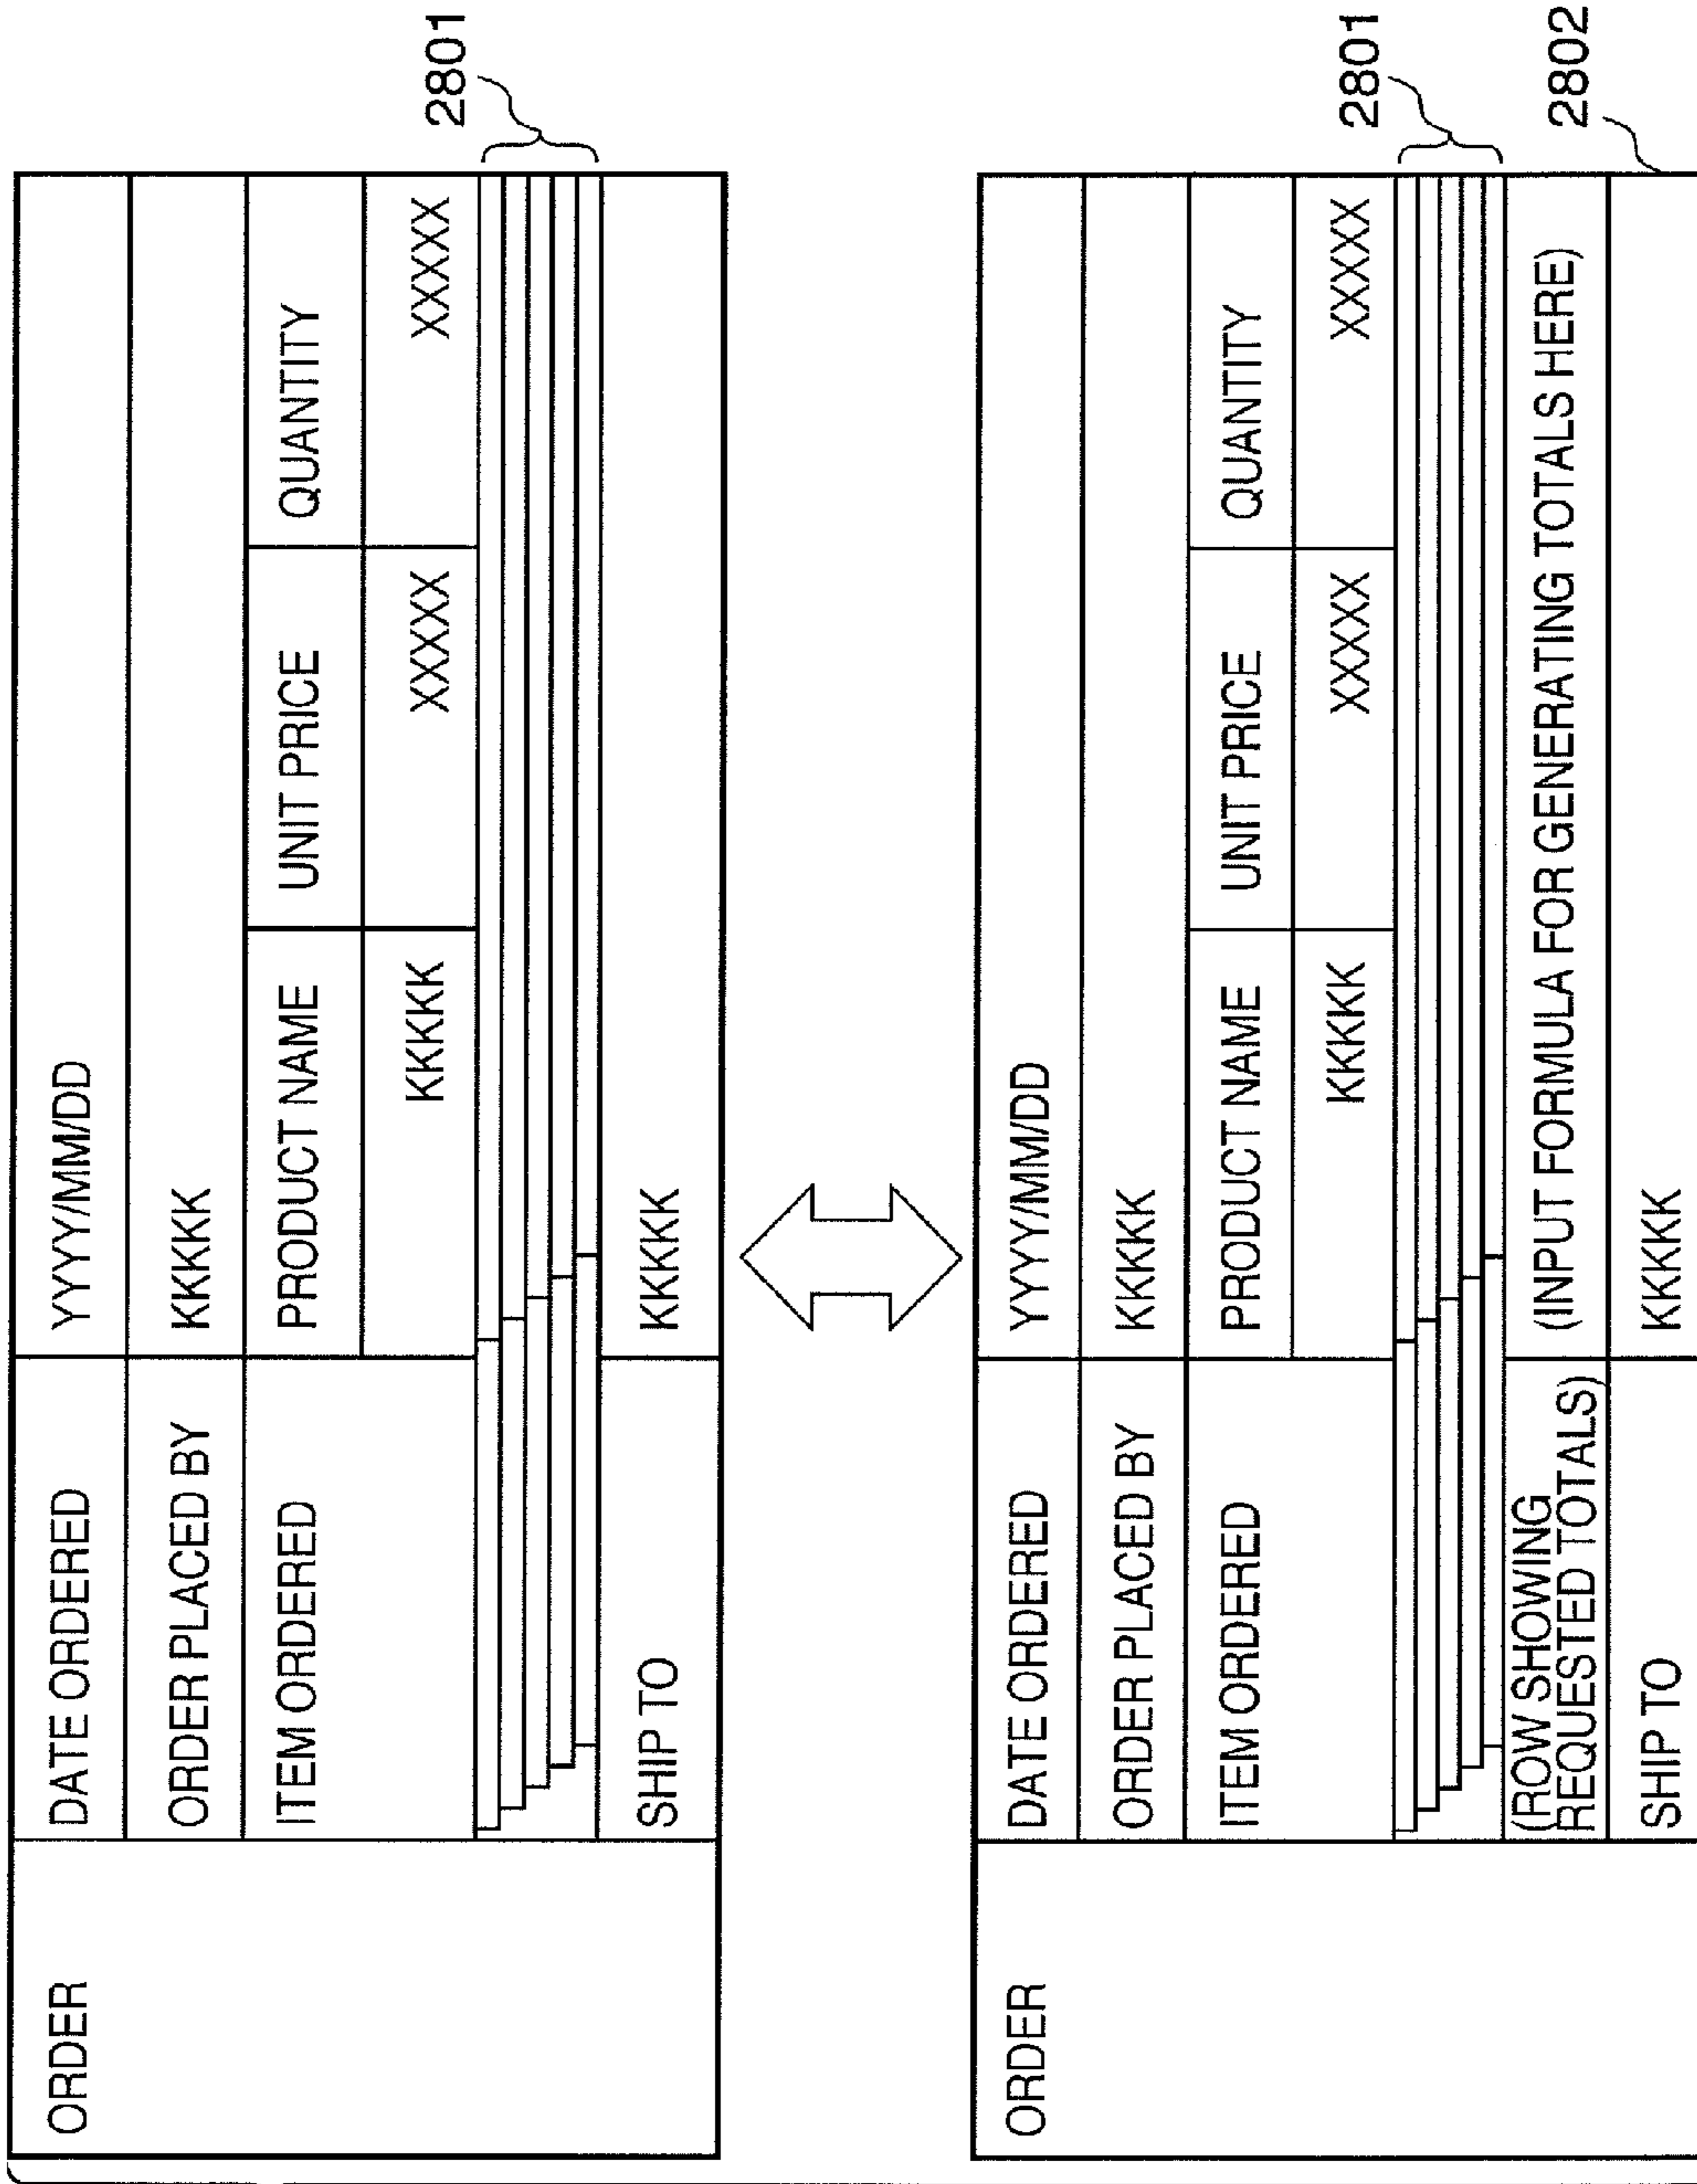 ORDER
DATE ORDERED
YYYY/MM/DD
ORDER PLACED BY
KKKKK
ITEM ORDERED
PRODUCT NAME
UNIT PRICE
QUANTITY
KKKKK
XXXXX
XXXXX
2801
SHIP TO
KKKKK
ORDER
DATE ORDERED
YYYY/MM/DD
ORDER PLACED BY
KKKKK
ITEM ORDERED
PRODUCT NAME
UNIT PRICE
QUANTITY
KKKKK
XXXXX
XXXXX
2801
(ROW SHOWING
REQUESTED TOTALS)
(INPUT FORMULA FOR GENERATING TOTALS HERE)
2802
SHIP TO
KKKKK